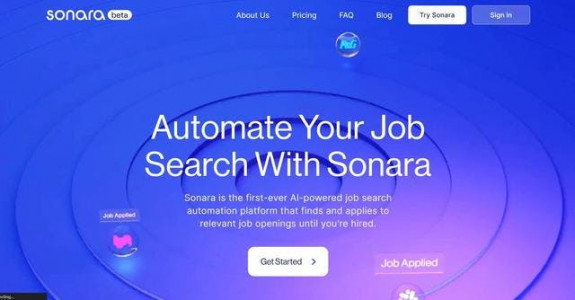 sonara beta
About Us Pricing FAQ Blog Try Sonara Sign in
P&G
Automate Your Job
Search With Sonara
Sonara is the first-ever AI-powered job search
automation platform that finds and applies to
relevant job openings until you're hired.
Job Applied
Get Started
Job Applied